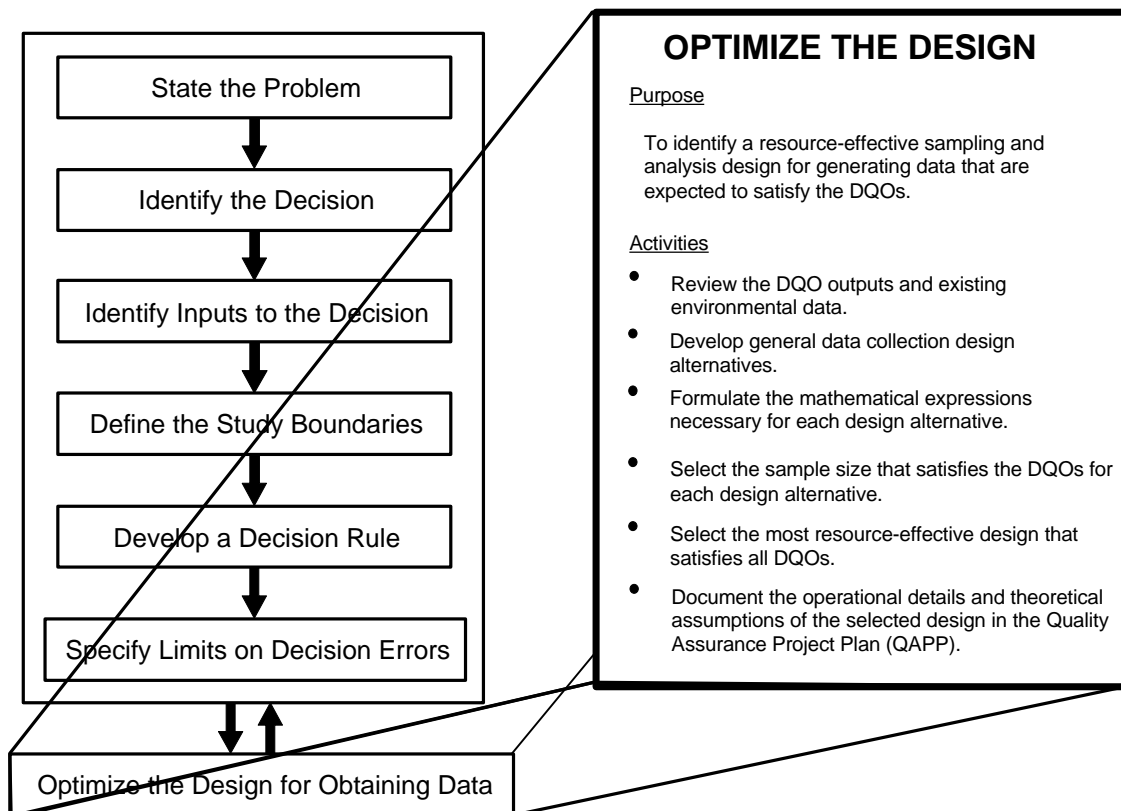 State the Problem
Identify the Decision
Identify Inputs to the Decision
Define the Study Boundaries
Develop a Decision Rule
Specify Limits on Decision Errors
Optimize the Design for Obtaining Data
OPTIMIZE THE DESIGN
Purpose
To identify a resource-effective sampling and
analysis design for generating data that are
expected to satisfy the DQOs.
Activities
• Review the DQO outputs and existing
environmental data.
• Develop general data collection design
alternatives.
• Formulate the mathematical expressions
necessary for each design alternative.
• Select the sample size that satisfies the DQOs for
each design alternative.
• Select the most resource-effective design that
satisfies all DQOs.
• Document the operational details and theoretical
assumptions of the selected design in the Quality
Assurance Project Plan (QAPP).